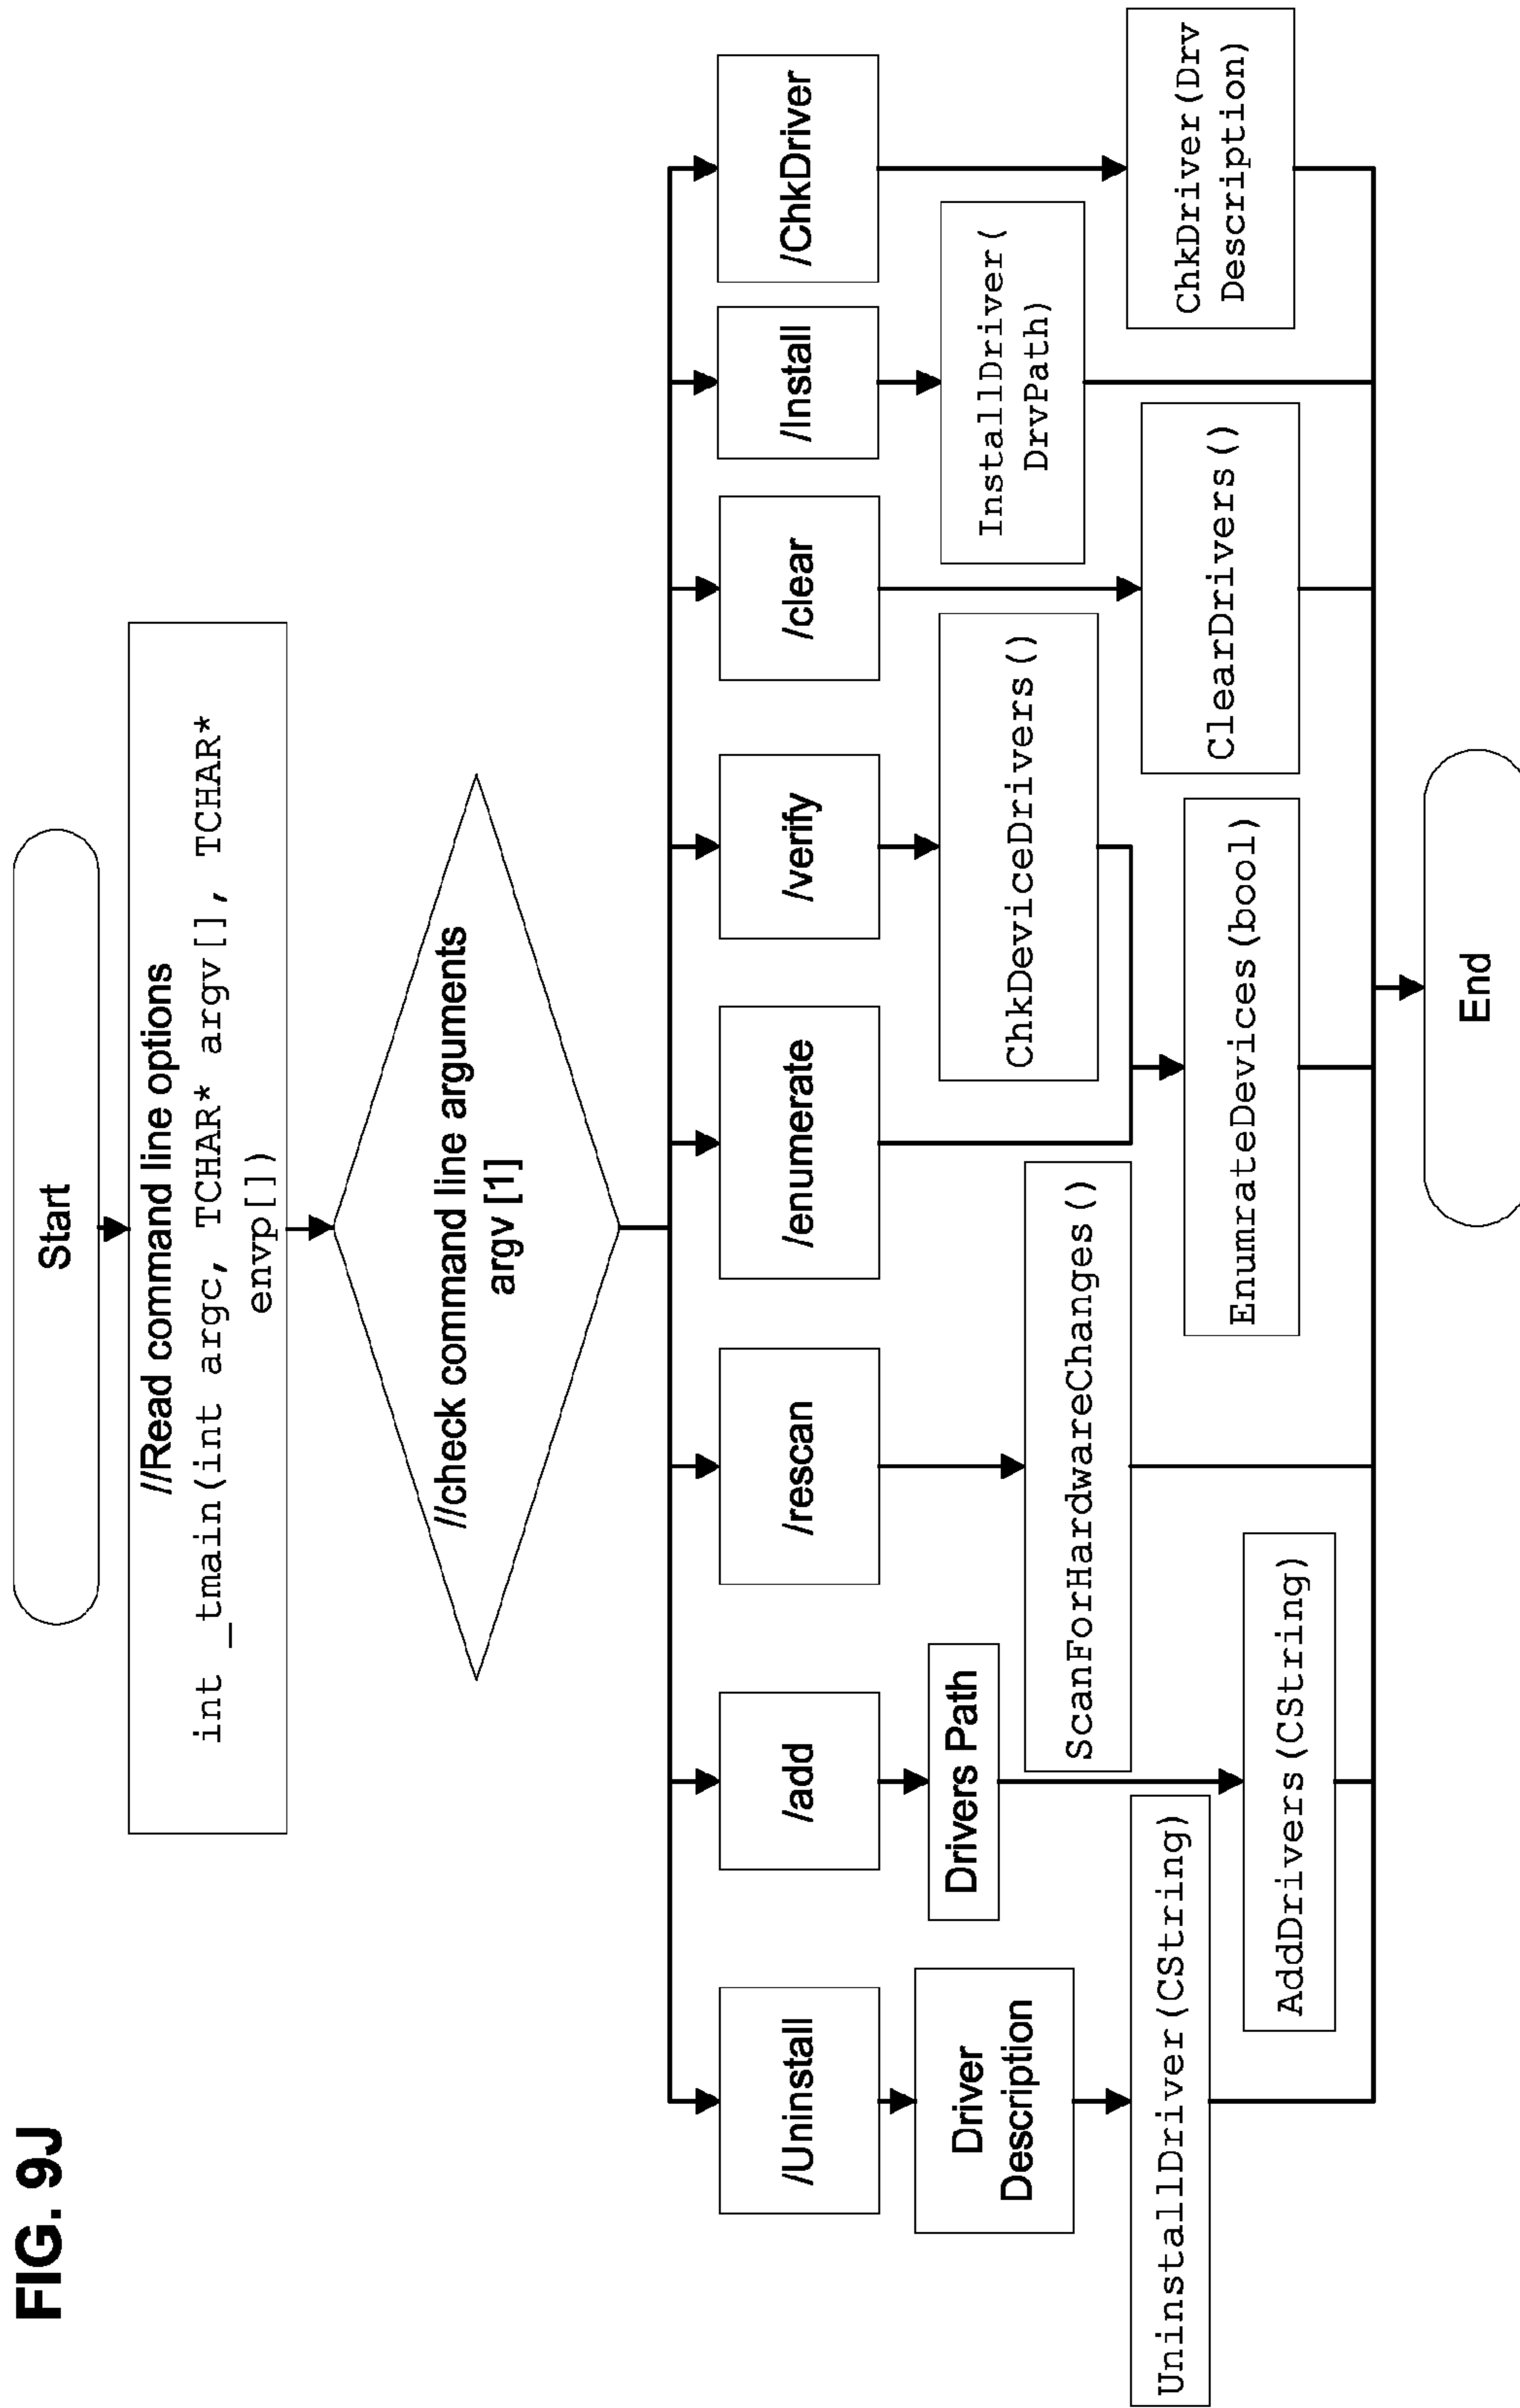 FIG. 9J
Start
//Read command line options
int _tmain(int argc, TCHAR* argv[], TCHAR*
envp[])
//check command line arguments
argv [1]
/Uninstall
/add
/rescan
/enumerate
/verify
/clear
/Install
/ChkDriver
Driver
Description
Drivers Path
ScanForHardwareChanges()
ChkDeviceDrivers()
InstallDriver(
DrvPath)
UninstallDriver(CString)
AddDrivers(CString)
EnumrateDevices(bool)
ClearDrivers()
ChkDriver(Drv
Description)
End